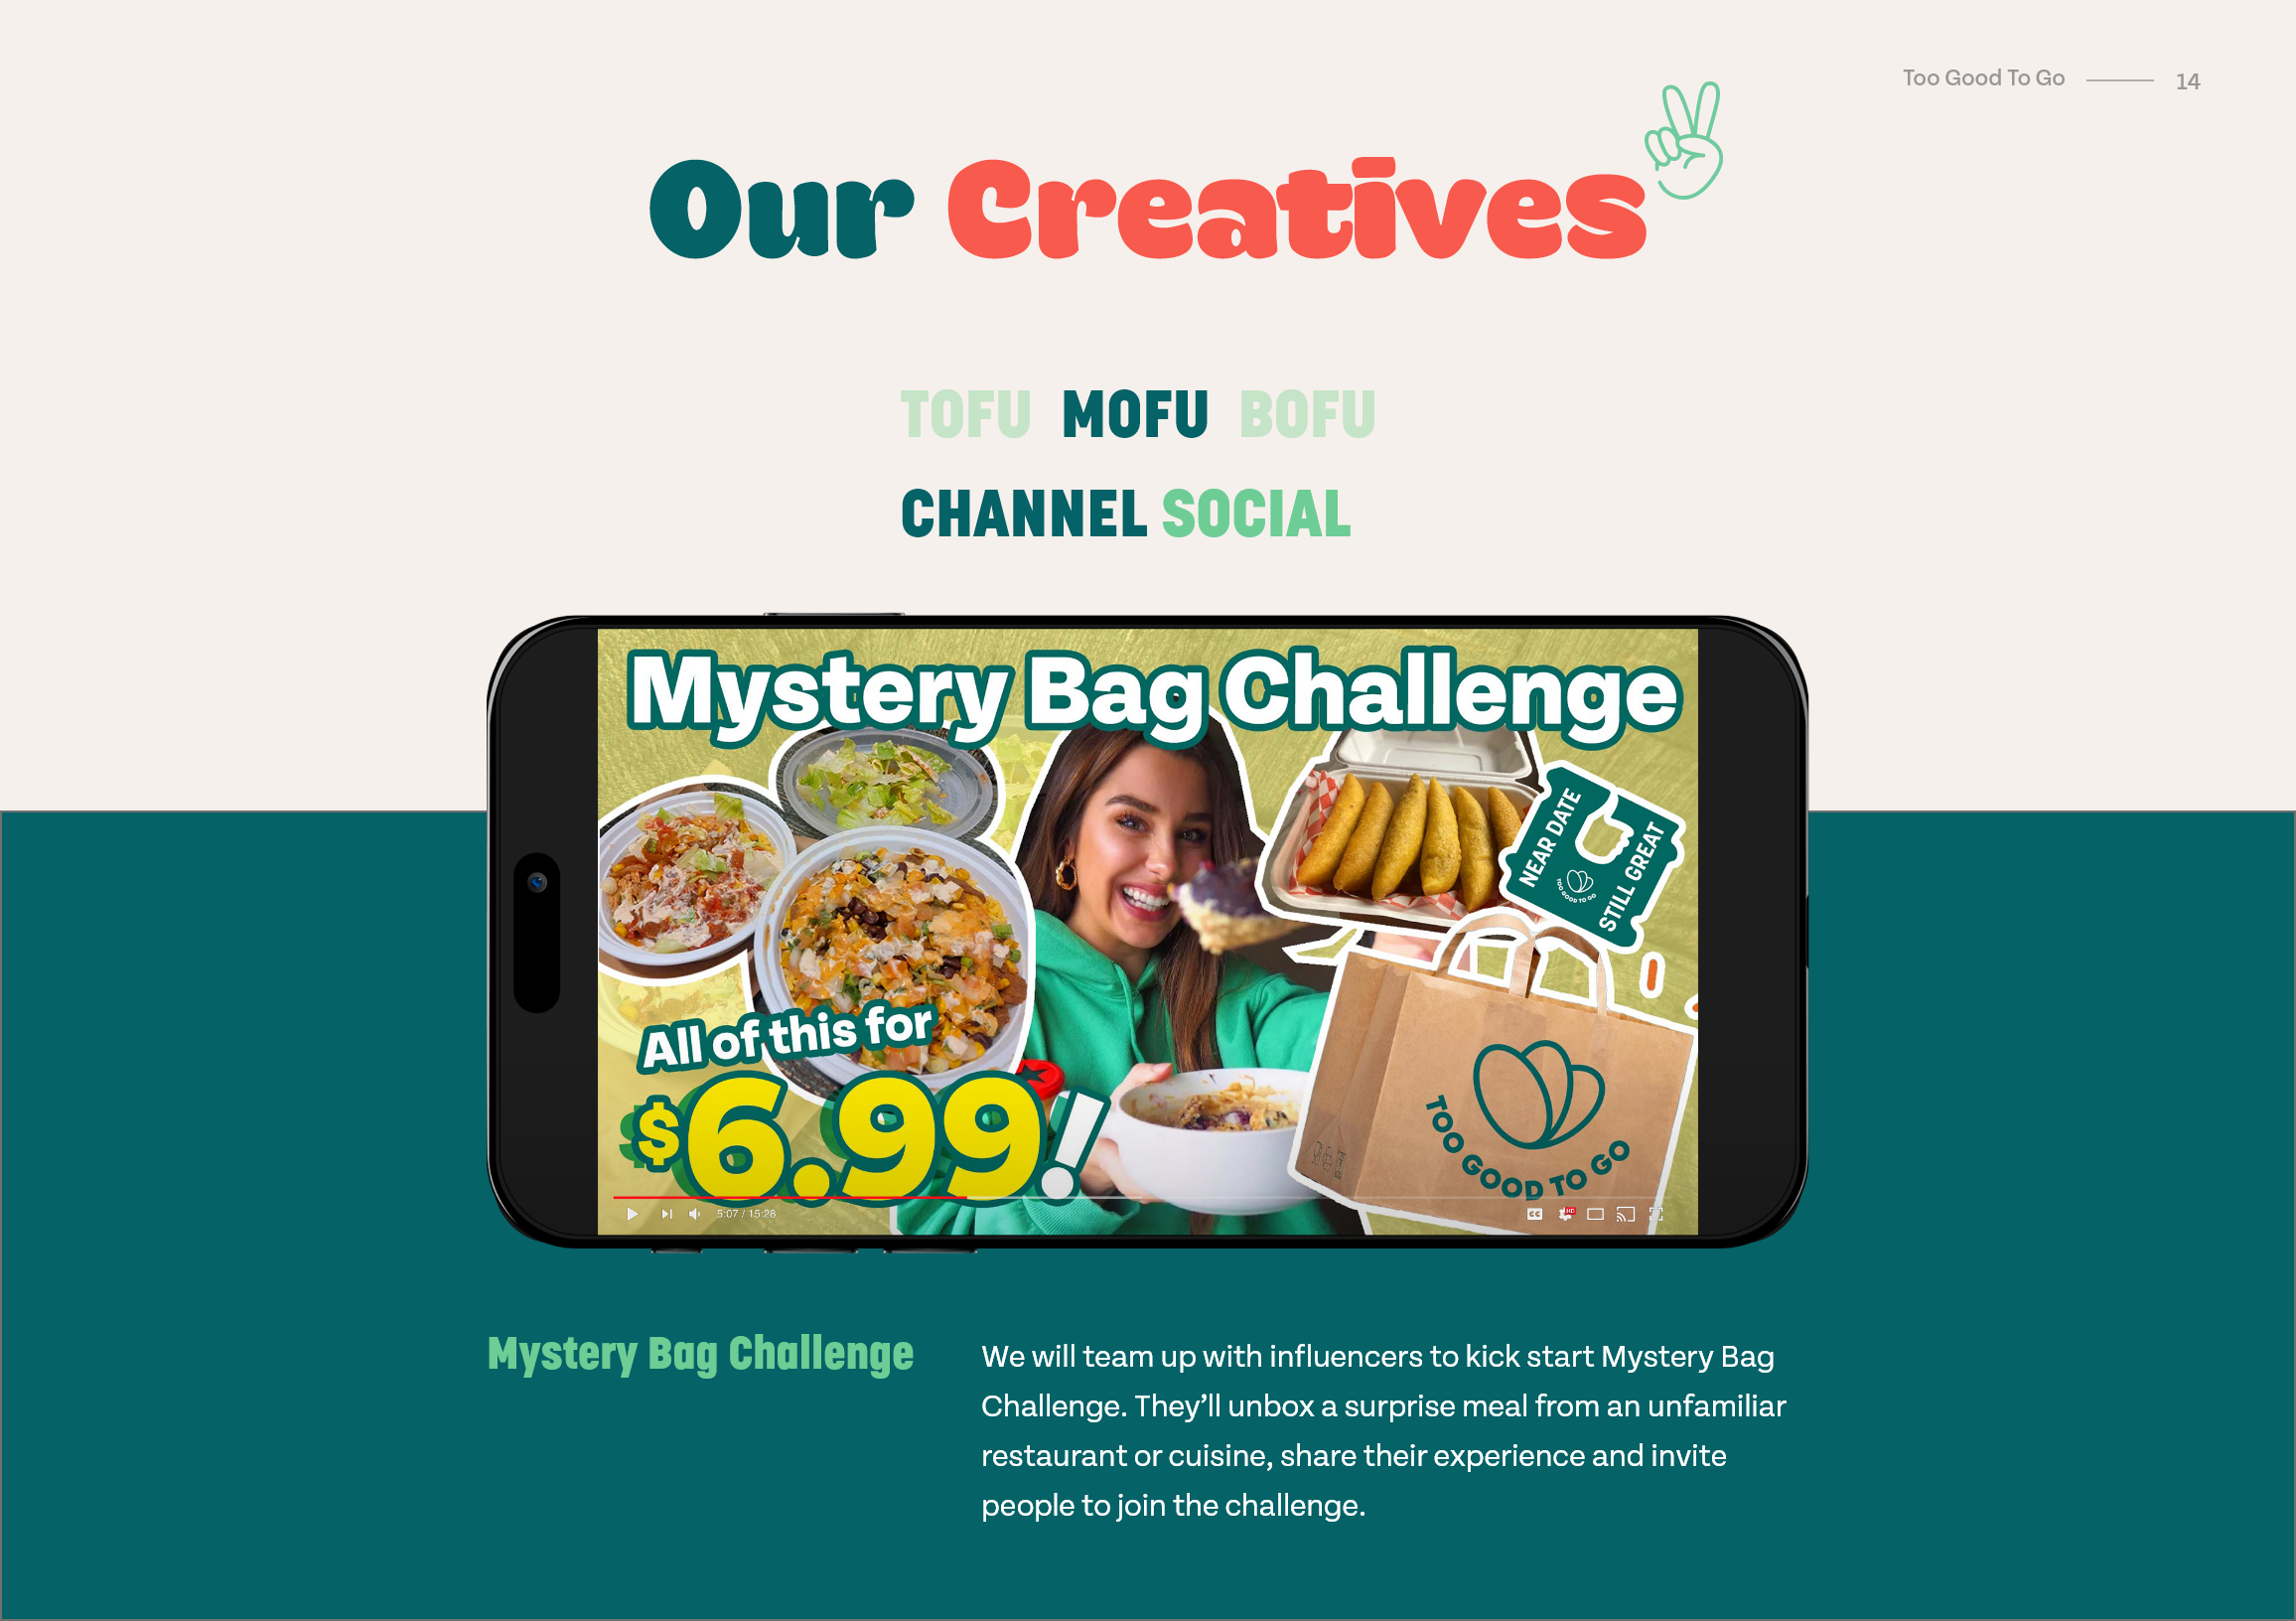 Too Good To Go
14
Our Creatives
TOFU MOFU BOFU
CHANNEL SOCIAL
Mystery Bag Challenge
NEAR DATE
TOO GOOD TO GO
STILL GREAT
All of this for
$6.99!
TOO GOOD TO GO
5:07 / 15:28
CC
HD
Mystery Bag Challenge
We will team up with influencers to kick start Mystery Bag
Challenge. They’ll unbox a surprise meal from an unfamiliar
restaurant or cuisine, share their experience and invite
people to join the challenge.